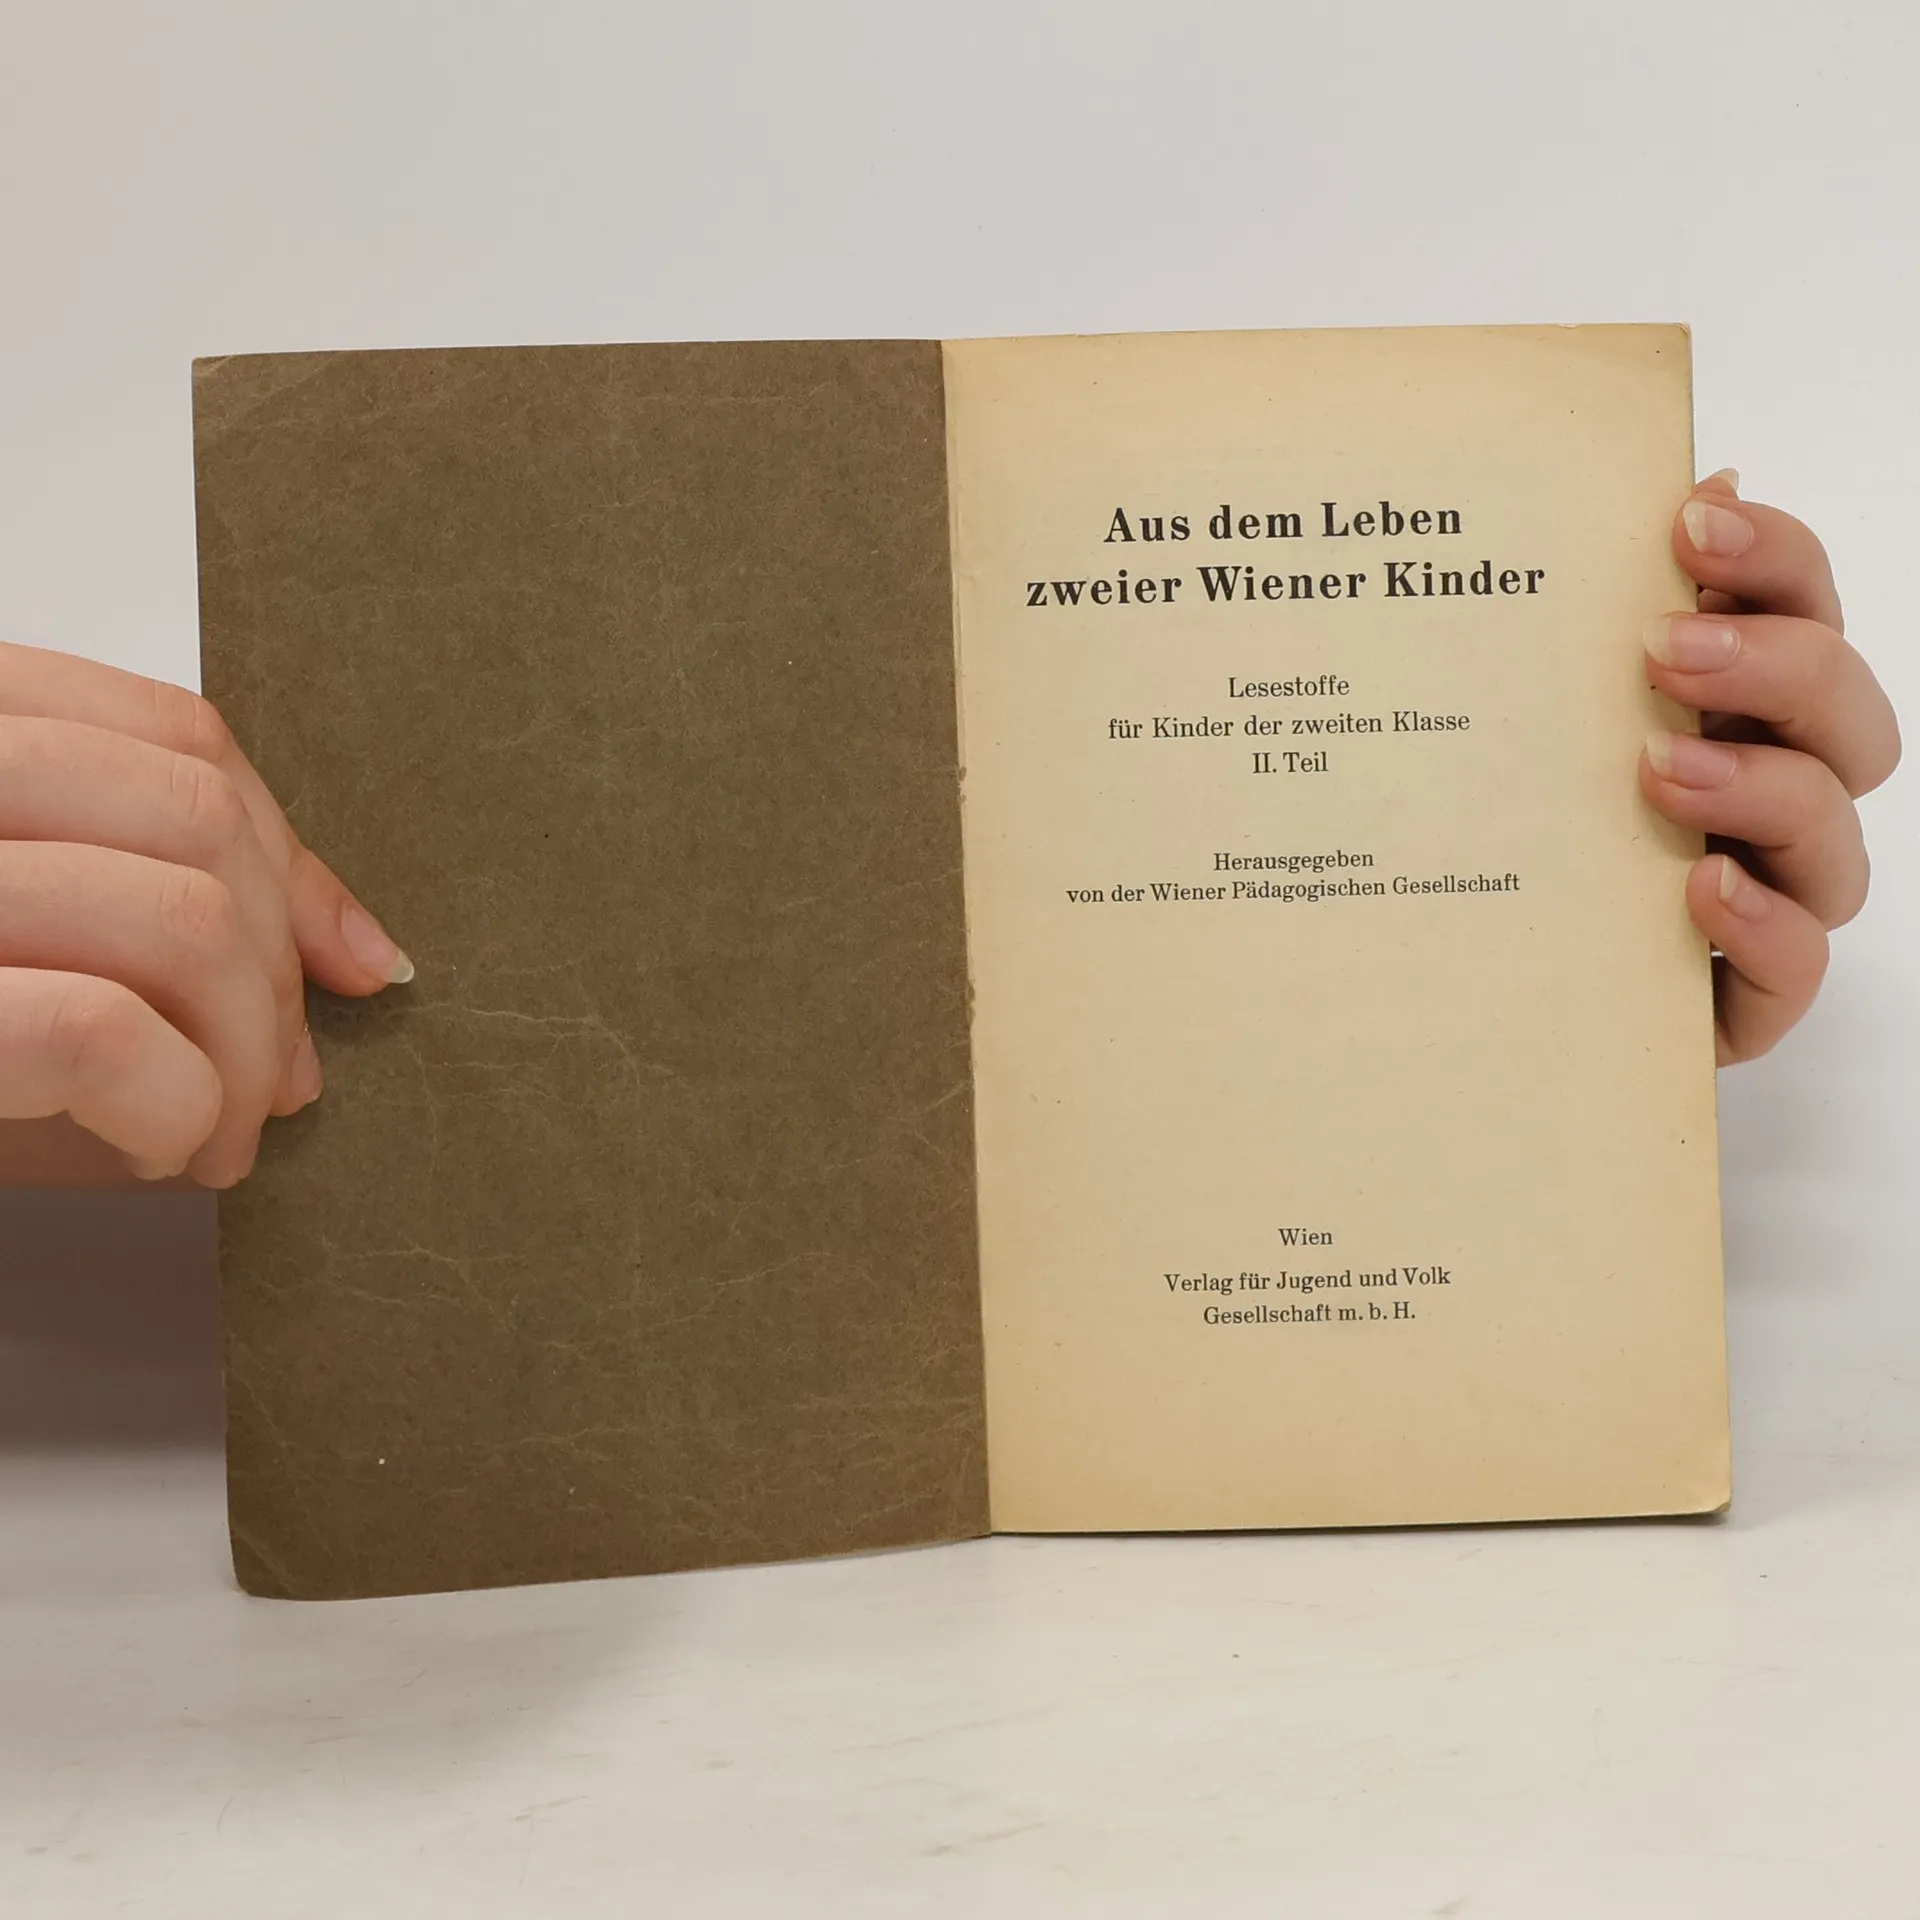 Aus dem Leben
zweier Wiener Kinder
Lesestoffe
für Kinder der zweiten Klasse
II. Teil
Herausgegeben
von der Wiener Pädagogischen Gesellschaft
Wien
Verlag für Jugend und Volk
Gesellschaft m. b. H.